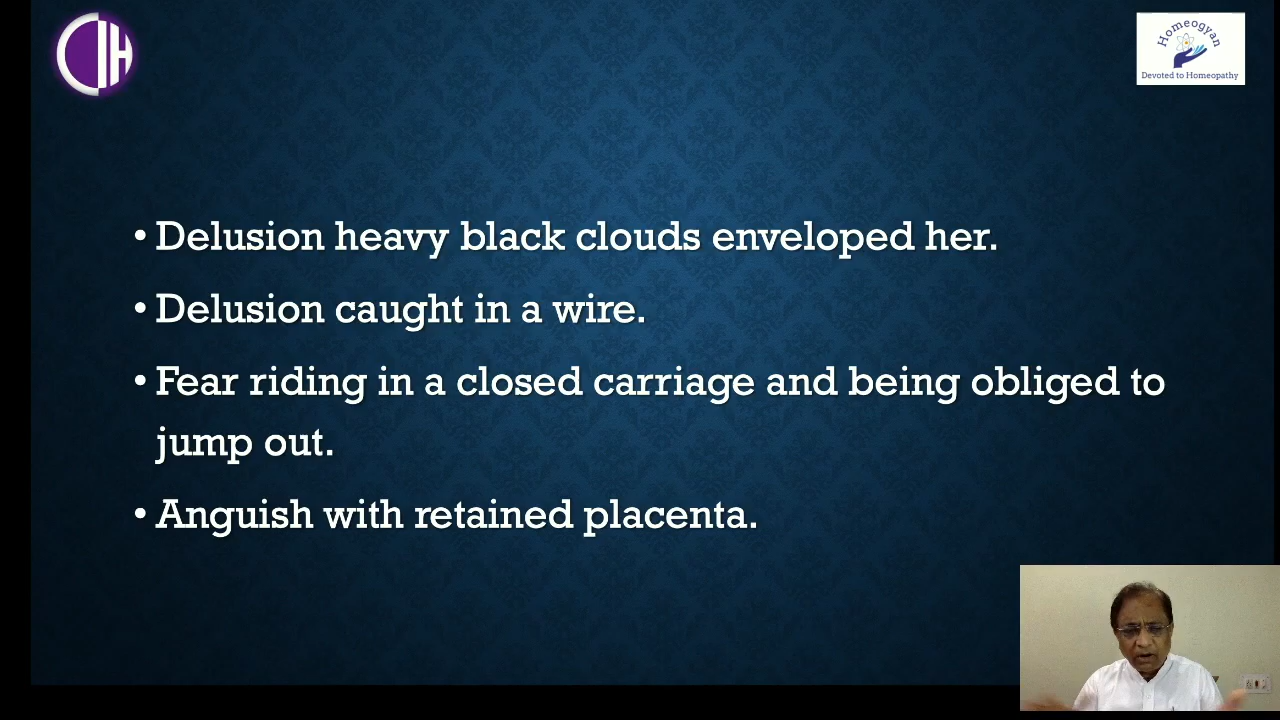 Homeogyan
Devoted to Homeopathy
• Delusion heavy black clouds enveloped her.
• Delusion caught in a wire.
• Fear riding in a closed carriage and being obliged to
jump out.
• Anguish with retained placenta.